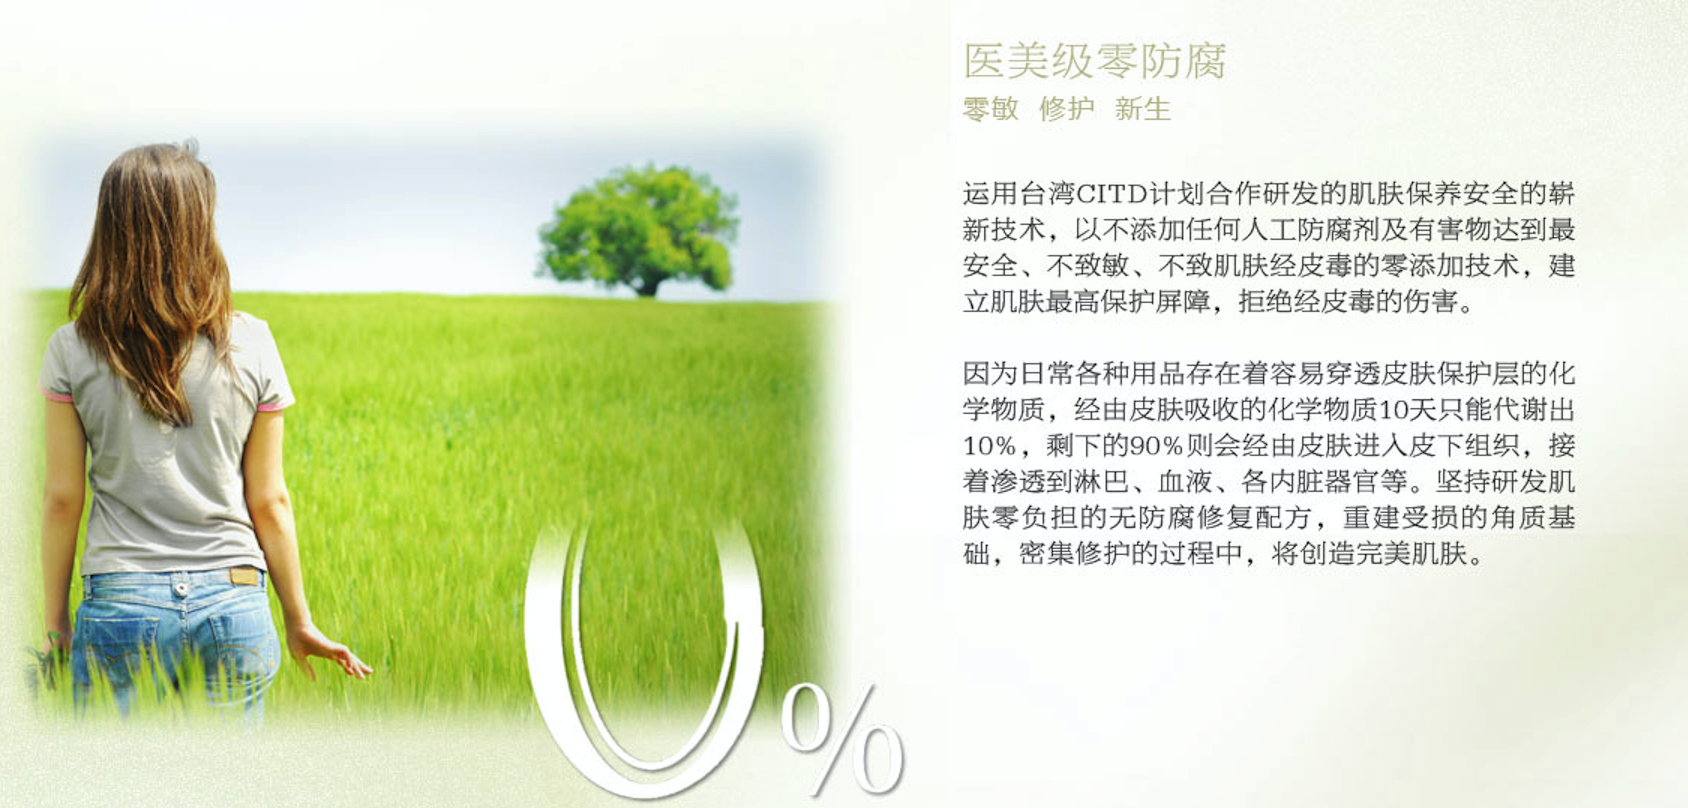 医美级零防腐
零敏 修护 新生
运用台湾CITD计划合作研发的肌肤保养安全的崭
新技术，以不添加任何人工防腐剂及有害物达到最
安全、不致敏、不致肌肤经皮毒的零添加技术，建
立肌肤最高保护屏障，拒绝经皮毒的伤害。
因为日常各种用品存在着容易穿透皮肤保护层的化
学物质，经由皮肤吸收的化学物质10天只能代谢出
10%，剩下的90%则会经由皮肤进入皮下组织，接
着渗透到淋巴、血液、各内脏器官等。坚持研发肌
肤零负担的无防腐修复配方，重建受损的角质基
础，密集修护的过程中，将创造完美肌肤。
0%